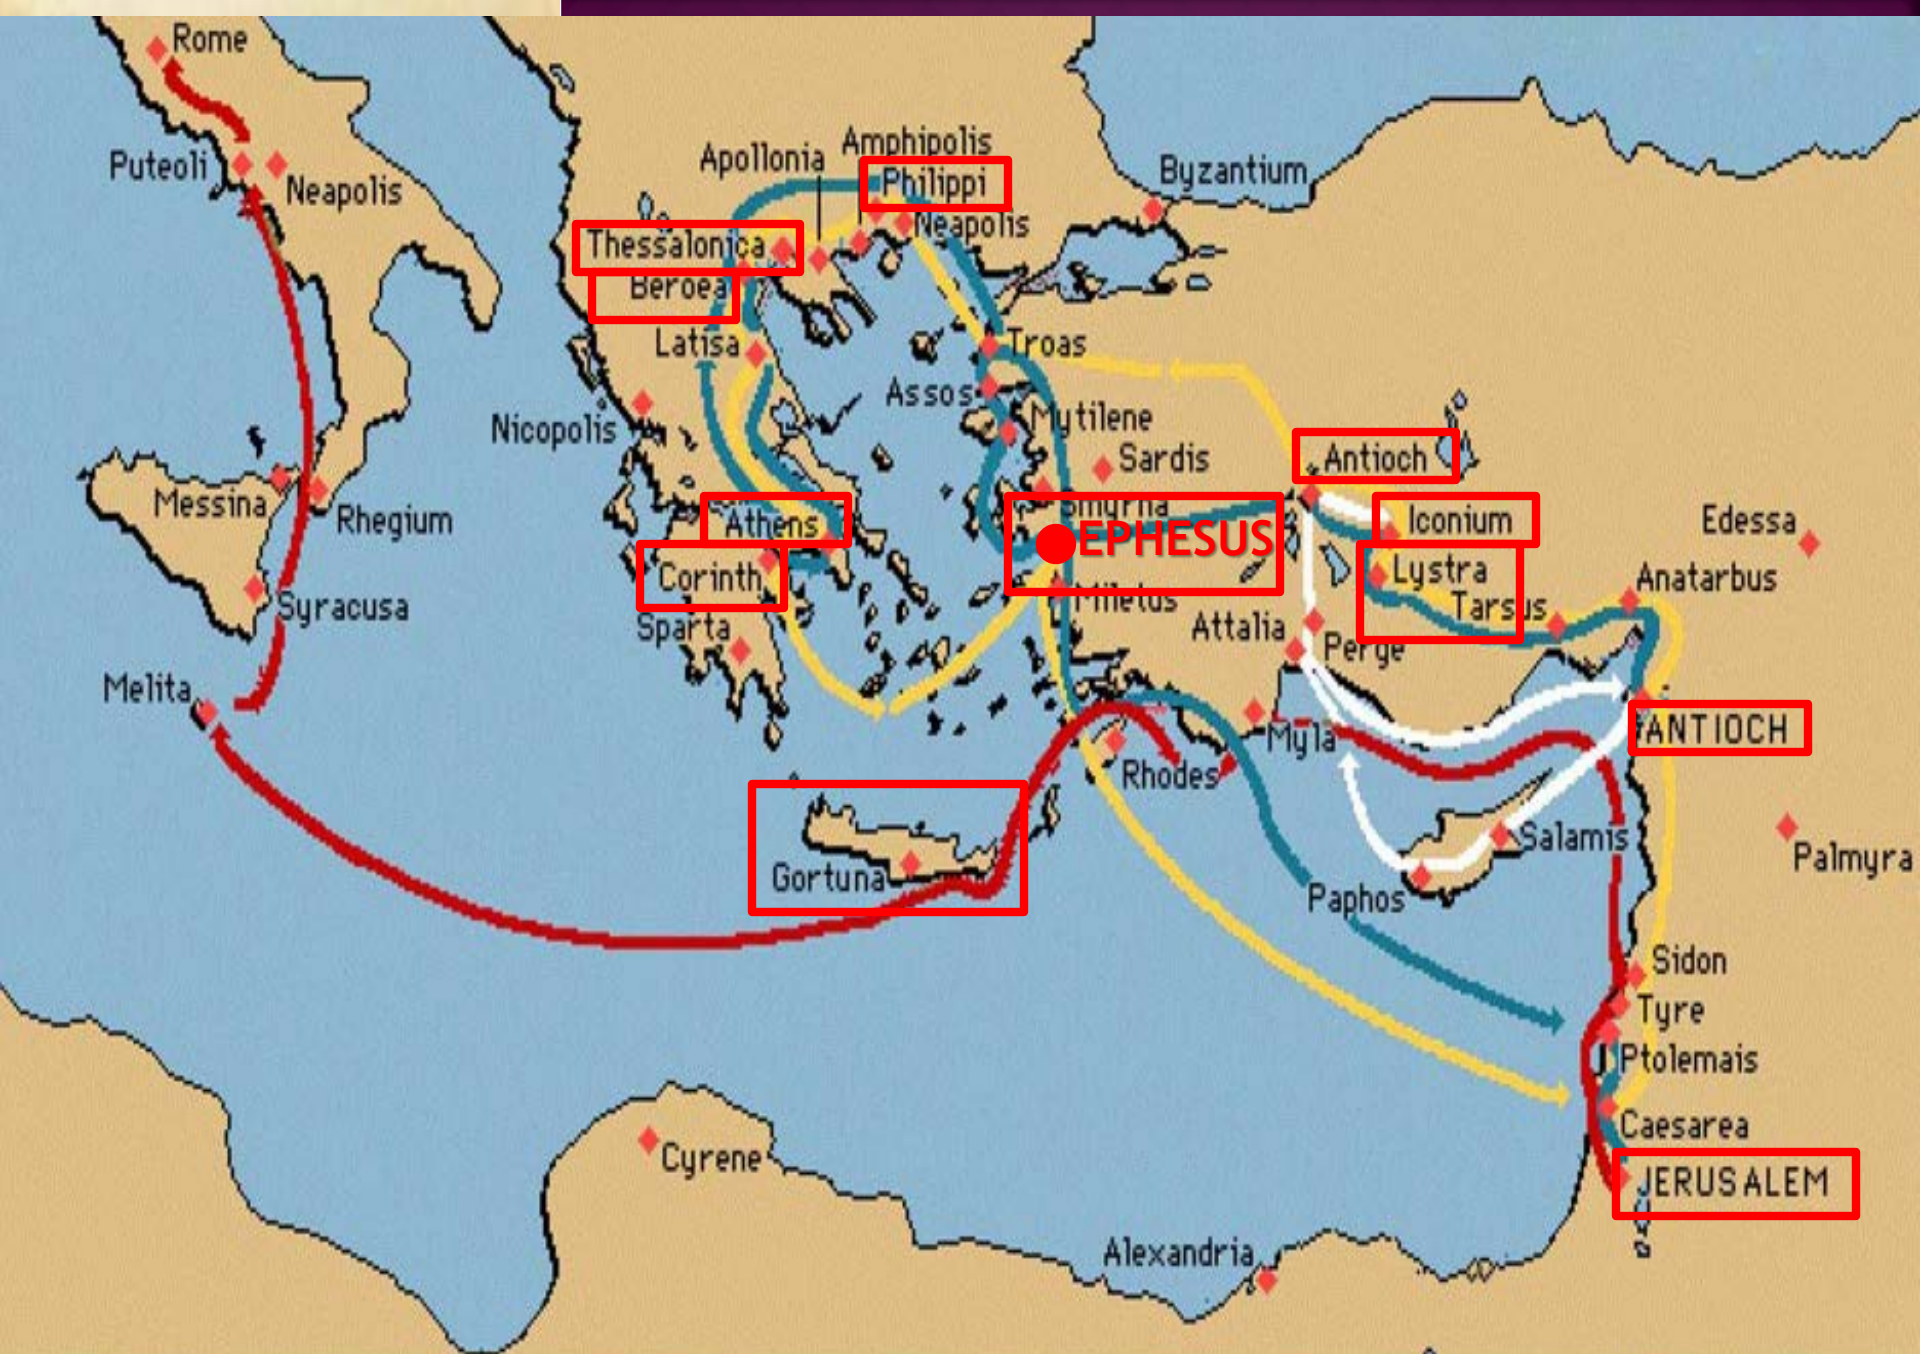 Rome
Amphipolis
Apollonia
Puteoli
Philippi
Byzantium
Neapolis
Neapolis
Thessalonica
Beroea
Latisa
Troas
Assos
Mytilene
Nicopolis
Sardis
Antioch
Messina
Smyrna
Rhegium
Athens
Iconium
Edessa
EPHESUS
Corinth
Lystra
Anatarbus
Syracusa
Miletus
Tarsus
Sparta
Attalia
Perge
Melita
ANTIOCH
Myla
Rhodes
Salamis
Palmyra
Gortuna
Paphos
Sidon
Tyre
Ptolemais
Caesarea
Cyrene
JERUSALEM
Alexandria